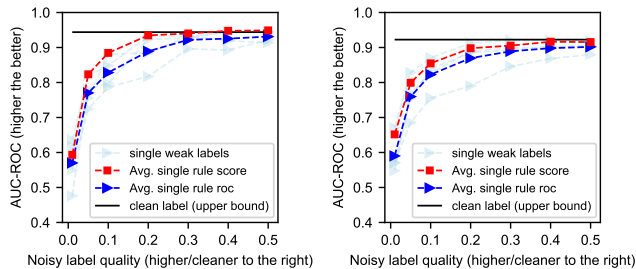 AUC-ROC (higher the better)
1.0
0.9
0.8
0.7
0.6
0.5
0.4
single weak labels
Avg. single rule score
Avg. single rule roc
clean label (upper bound)
0.0 0.1 0.2 0.3 0.4 0.5
Noisy label quality (higher/cleaner to the right)
AUC-ROC (higher the better)
1.0
0.9
0.8
0.7
0.6
0.5
0.4
single weak labels
Avg. single rule score
Avg. single rule roc
clean label (upper bound)
0.0 0.1 0.2 0.3 0.4 0.5
Noisy label quality (higher/cleaner to the right)